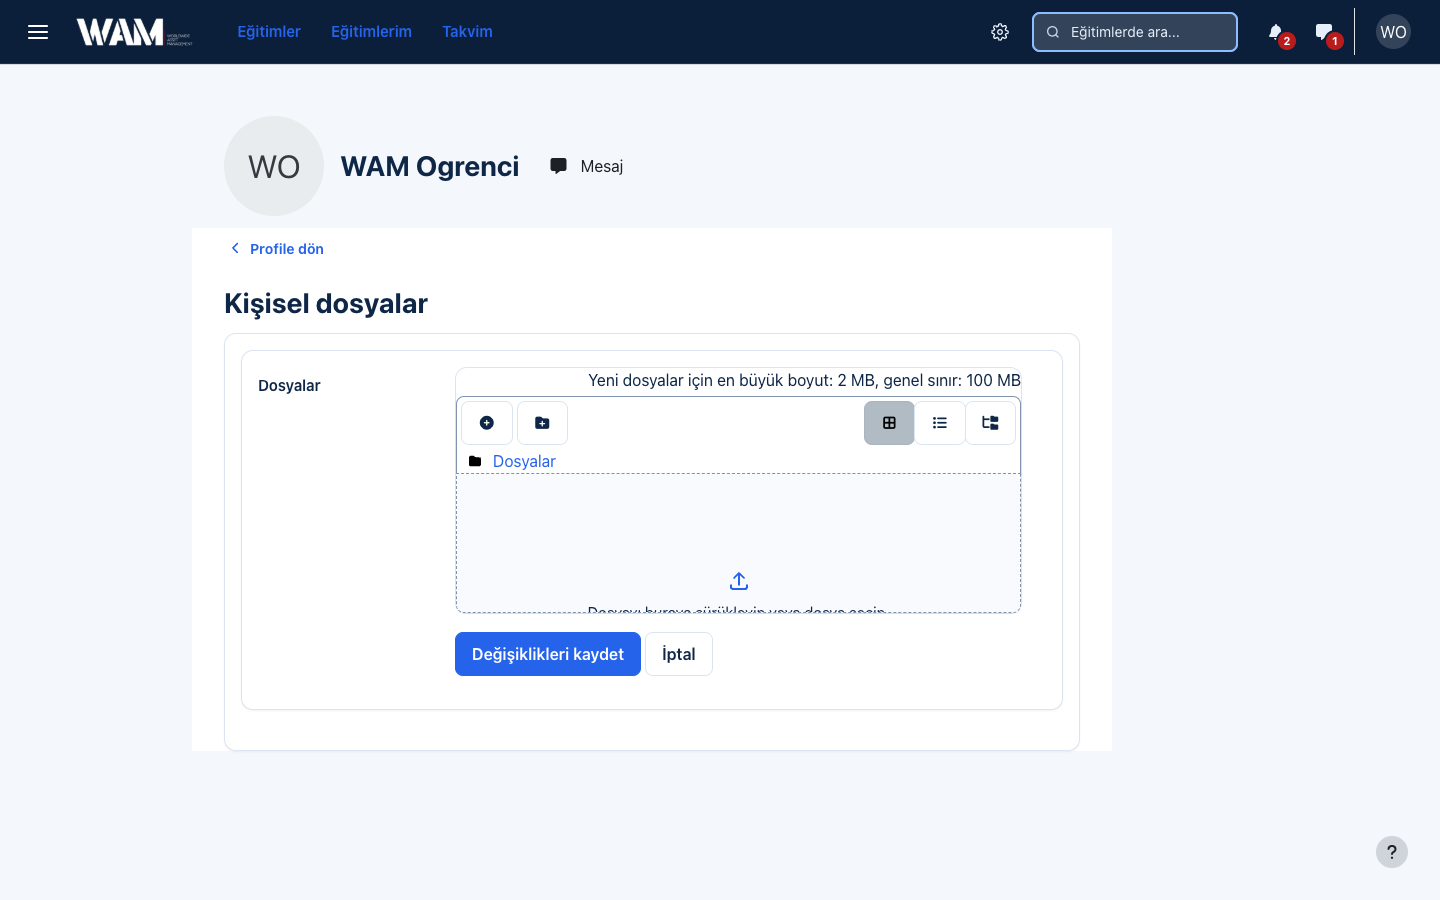 WAM
Eğitimler
Eğitimlerim
Takvim
Eğitimlerde ara...
2
1
WO
WO
WAM Ogrenci
Mesaj
Profile dön
Kişisel dosyalar
Dosyalar
Yeni dosyalar için en büyük boyut: 2 MB, genel sınır: 100 MB
Dosyalar
Değişiklikleri kaydet
İptal
?